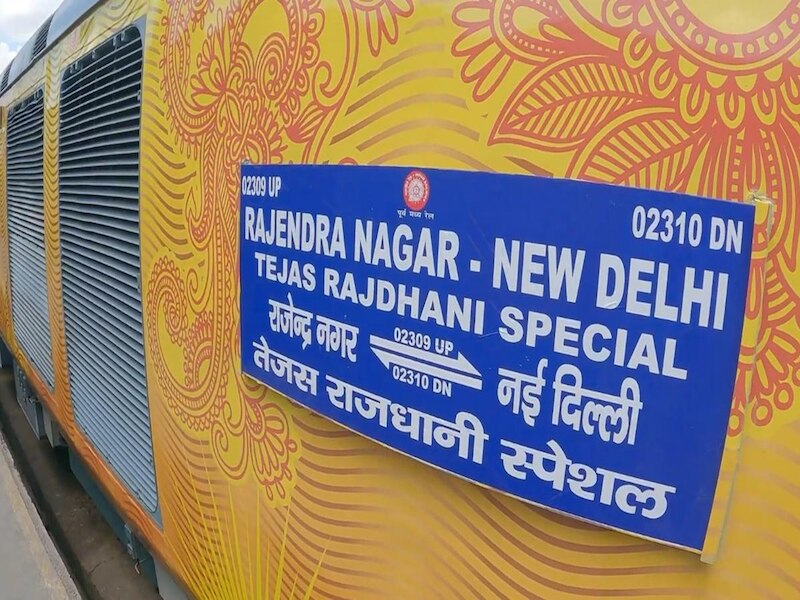 02309 UP
पूर्व मध्य रेल
02310 DN
RAJENDRA NAGAR - NEW DELHI
TEJAS RAJDHANI SPECIAL
राजेन्द्र नगर 02309 UP नई दिल्ली
02310 DN
तेजस राजधानी स्पेशल